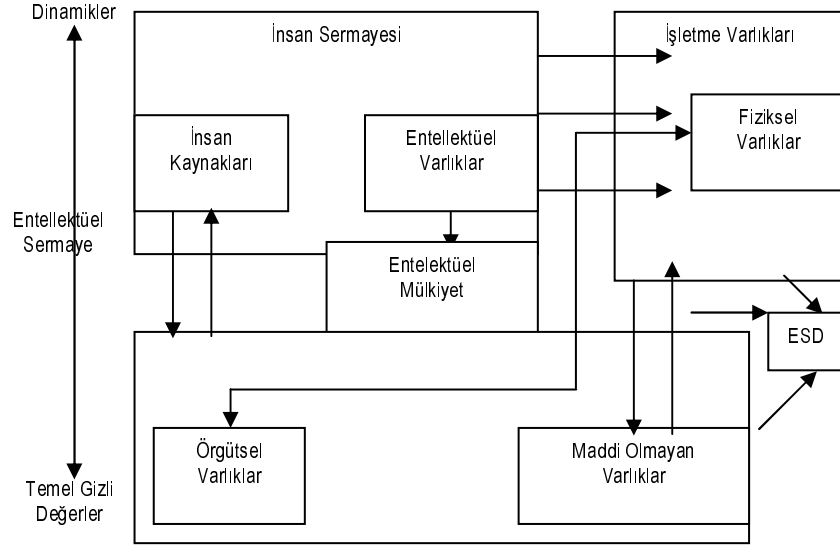 Dinamikler
İnsan Sermayesi
İşletme Varlıkları
İnsan
Kaynakları
Entellektüel
Varlıklar
Fiziksel
Varlıklar
Entellektüel
Sermaye
Entelektüel
Mülkiyet
ESD
Örgütsel
Varlıklar
Maddi Olmayan
Varlıklar
Temel Gizli
Değerler